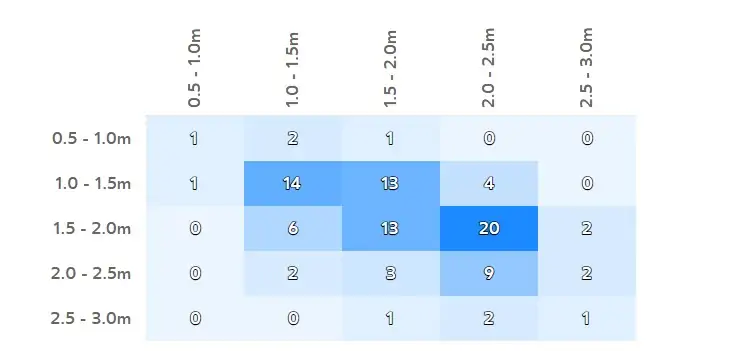 0.5 - 1.0m 1.0 - 1.5m 1.5 - 2.0m 2.0 - 2.5m 2.5 - 3.0m
0.5 - 1.0m 1 2 1 0 0
1.0 - 1.5m 1 14 13 4 0
1.5 - 2.0m 0 6 13 20 2
2.0 - 2.5m 0 2 3 9 2
2.5 - 3.0m 0 0 1 2 1